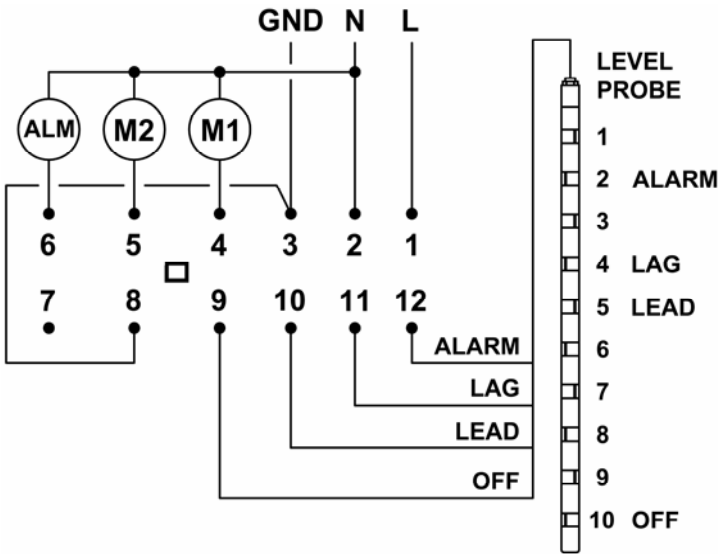 GND N L
LEVEL
PROBE
ALM M2 M1
1
2 ALARM
3
6 5 4 3 2 1
4 LAG
7 8 9 10 11 12
5 LEAD
ALARM
6
LAG
7
LEAD
8
OFF
9
10 OFF